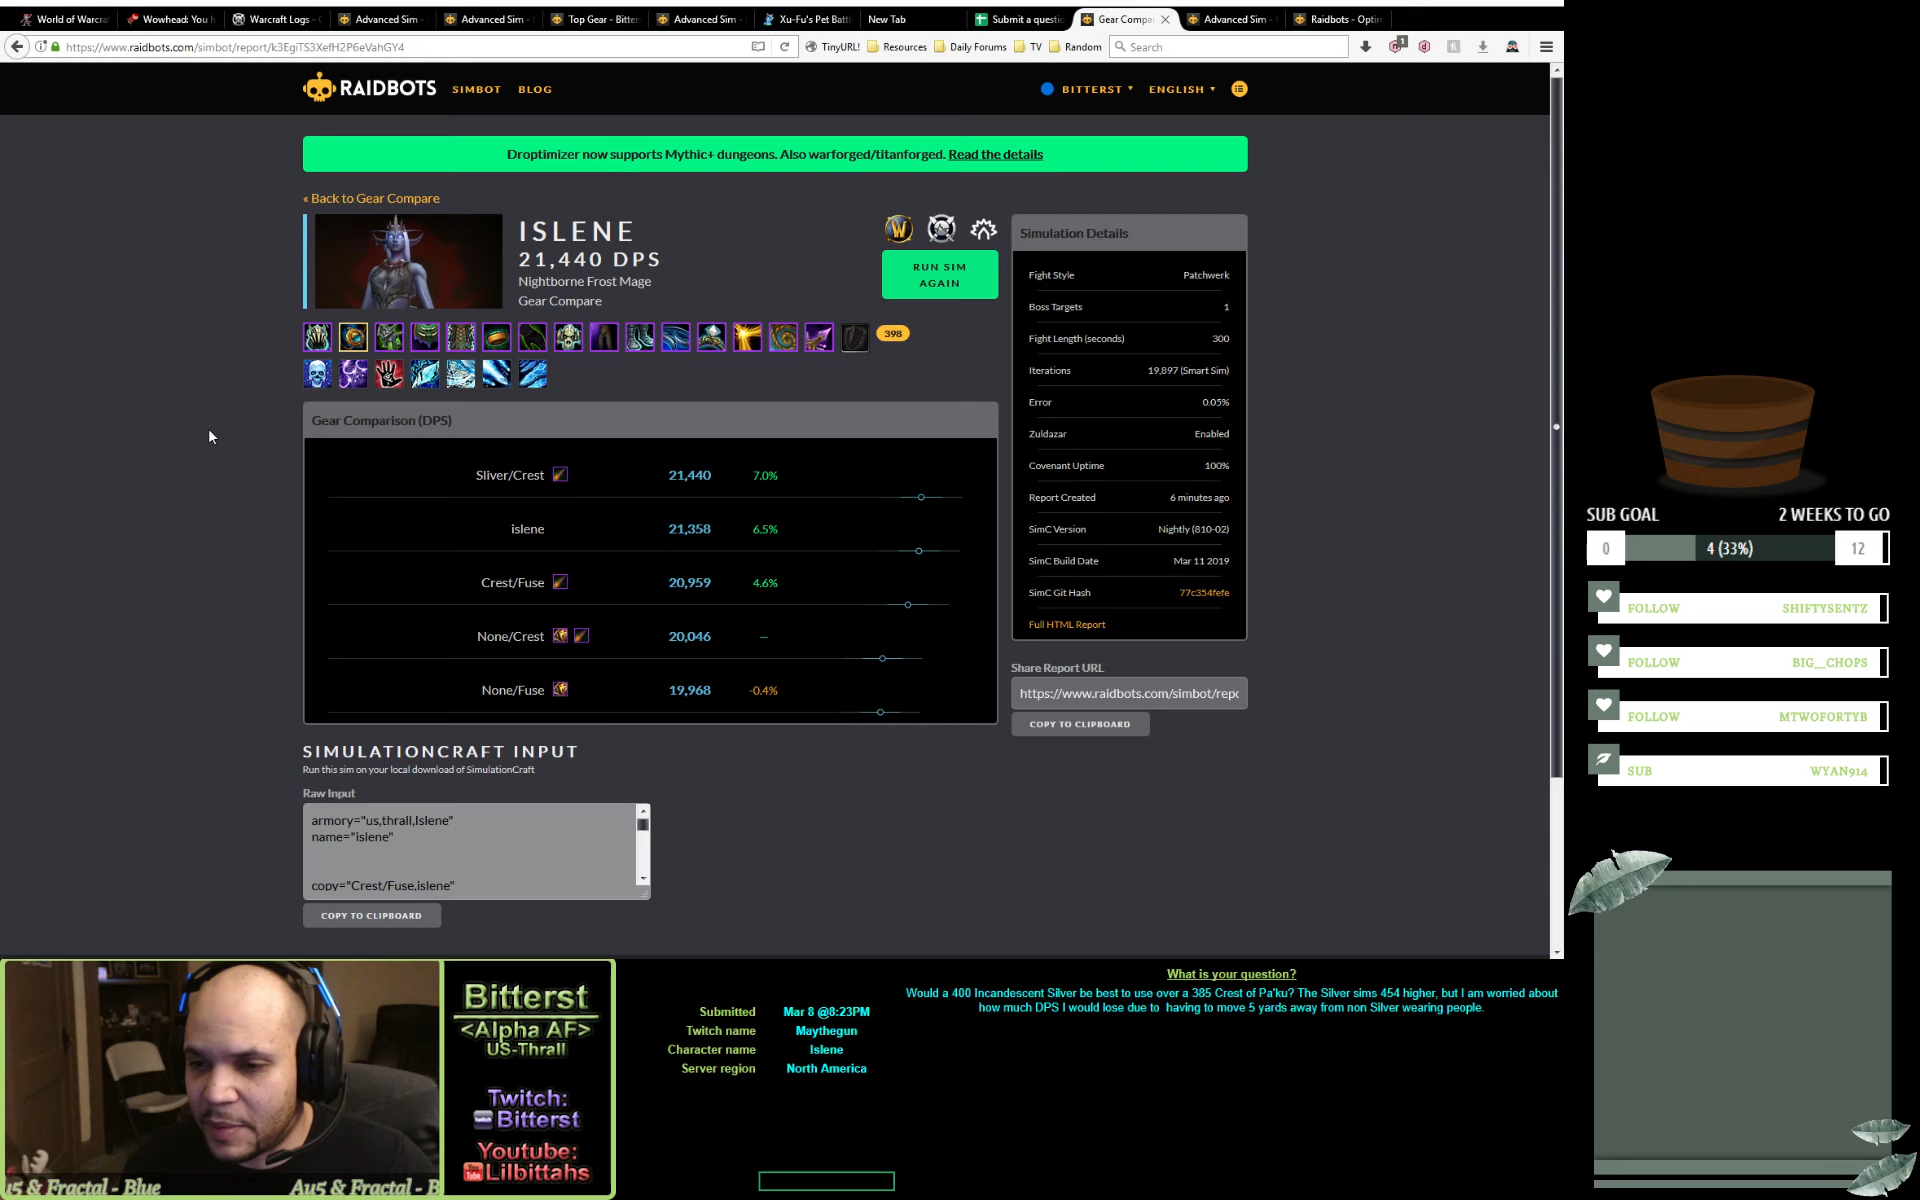 World of Warcra
Wowhead: You h
Warcraft Logs -
Advanced Sim -
Advanced Sim -
Top Gear - Bitter
Advanced Sim -
Xu-Fu's Pet Batt
New Tab
Submit a questio
Gear Compa
Advanced Sim -
Raidbots - Optim
https://www.raidbots.com/simbot/report/k3EgiTS3XefH2P6eVahGY4
TinyURL!
Resources
Daily Forums
TV
Random
Search
1
RAIDBOTS
SIMBOT
BLOG
BITTERST
ENGLISH
Droptimizer now supports Mythic+ dungeons. Also warforged/titanforged. Read the details
« Back to Gear Compare
ISLENE
21,440 DPS
Nightborne Frost Mage
Gear Compare
RUN SIM
AGAIN
398
Simulation Details
Fight Style Patchwerk
Boss Targets 1
Fight Length (seconds) 300
Iterations 19,897 (Smart Sim)
Error 0.05%
Zuldazar Enabled
Covenant Uptime 100%
Report Created 6 minutes ago
SimC Version Nightly (810-02)
SimC Build Date Mar 11 2019
SimC Git Hash 77c354fefe
Full HTML Report
Gear Comparison (DPS)
Sliver/Crest 21,440 7.0%
islene 21,358 6.5%
Crest/Fuse 20,959 4.6%
None/Crest 20,046 –
None/Fuse 19,968 -0.4%
Share Report URL
https://www.raidbots.com/simbot/repo
COPY TO CLIPBOARD
SIMULATIONCRAFT INPUT
Run this sim on your local download of SimulationCraft
Raw Input
armory="us,thrall,Islene"
name="islene"
copy="Crest/Fuse,islene"
COPY TO CLIPBOARD
SUB GOAL 2 WEEKS TO GO
0 4 (33%) 12
FOLLOW SHIFTYSENTZ
FOLLOW BIG__CHOPS
FOLLOW MTWOFORTYB
SUB WYAN914
Bitterst
<Alpha AF>
US-Thrall
Twitch:
Bitterst
Youtube:
Lilbittahs
u5 & Fractal - Blue
Au5 & Fractal - B
Submitted Mar 8 @8:23PM
Twitch name Maythegun
Character name Islene
Server region North America
What is your question?
Would a 400 Incandescent Silver be best to use over a 385 Crest of Pa'ku? The Silver sims 454 higher, but I am worried about
how much DPS I would lose due to having to move 5 yards away from non Silver wearing people.